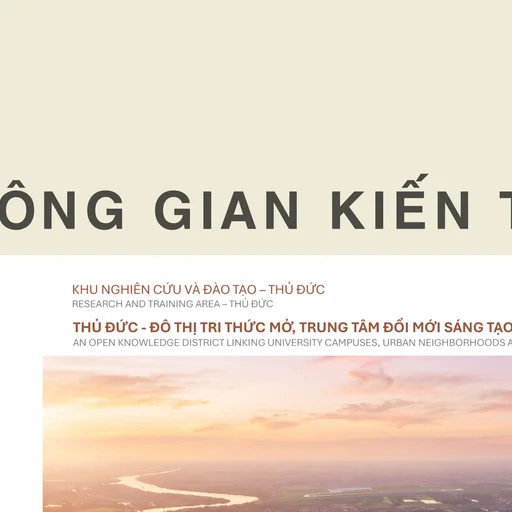 ÔNG GIAN KIẾN T
KHU NGHIÊN CỨU VÀ ĐÀO TẠO – THỦ ĐỨC
RESEARCH AND TRAINING AREA – THỦ ĐỨC
THỦ ĐỨC - ĐÔ THỊ TRI THỨC MỞ, TRUNG TÂM ĐỔI MỚI SÁNG TẠO
AN OPEN KNOWLEDGE DISTRICT LINKING UNIVERSITY CAMPUSES, URBAN NEIGHBORHOODS A